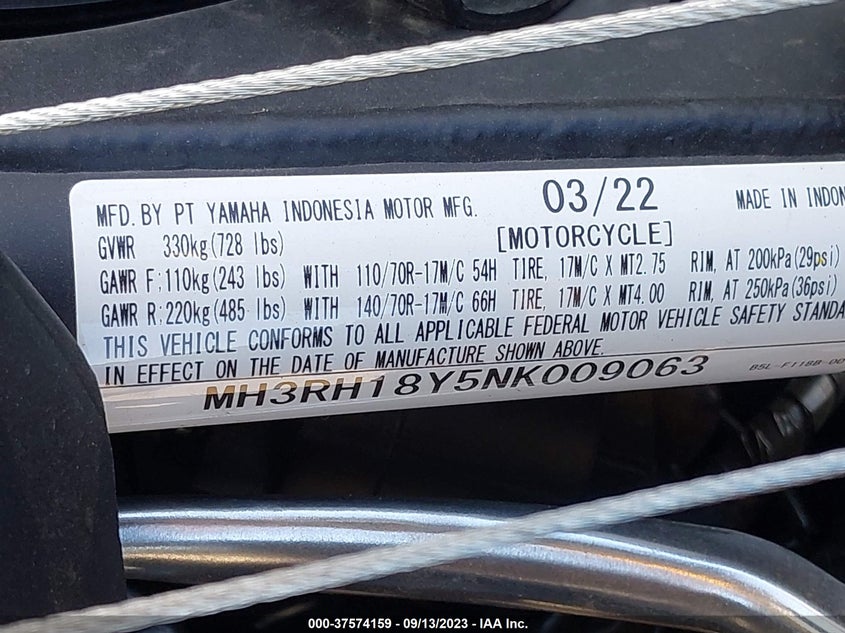 MFD. BY PT YAMAHA INDONESIA MOTOR MFG. 03/22 MADE IN INDON
GVWR 330kg(728 lbs) [MOTORCYCLE]
GAWR F:110kg(243 lbs) WITH 110/70R-17M/C 54H TIRE, 17M/C X MT2.75 RIM, AT 200kPa(29psi)
GAWR R:220kg(485 lbs) WITH 140/70R-17M/C 66H TIRE, 17M/C X MT4.00 RIM, AT 250kPa(36psi)
THIS VEHICLE CONFORMS TO ALL APPLICABLE FEDERAL MOTOR VEHICLE SAFETY STANDA
IN EFFECT ON THE DATE OF MANUFACTURE SHOWN ABOVE.
MH3RH18Y5NK009063 B5L-F118B-00
000-37574159 - 09/13/2023 - IAA Inc.